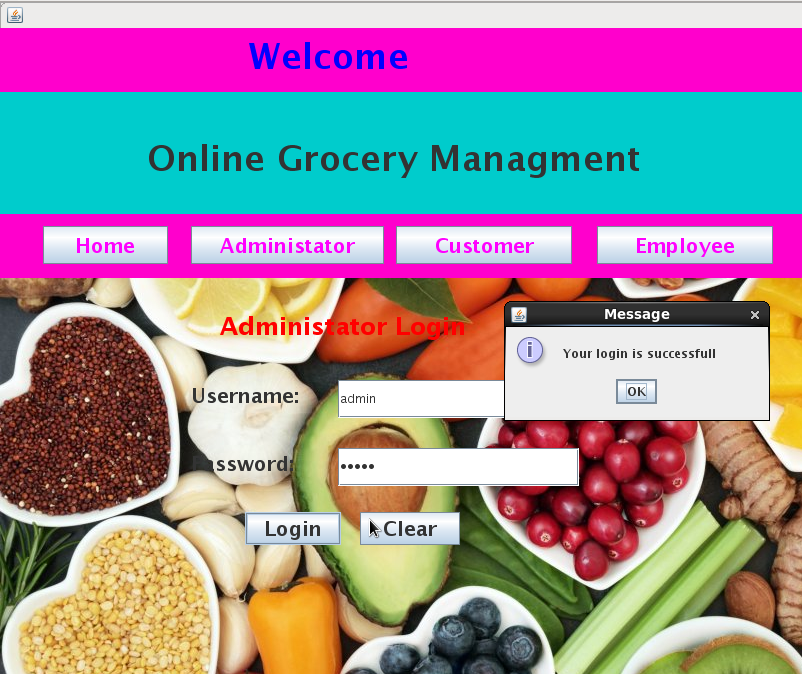 Welcome
Online Grocery Managment
Home Administator Customer Employee
Administator Login
Message
Your login is successfull
OK
Username: admin
Password: •••••
Login Clear